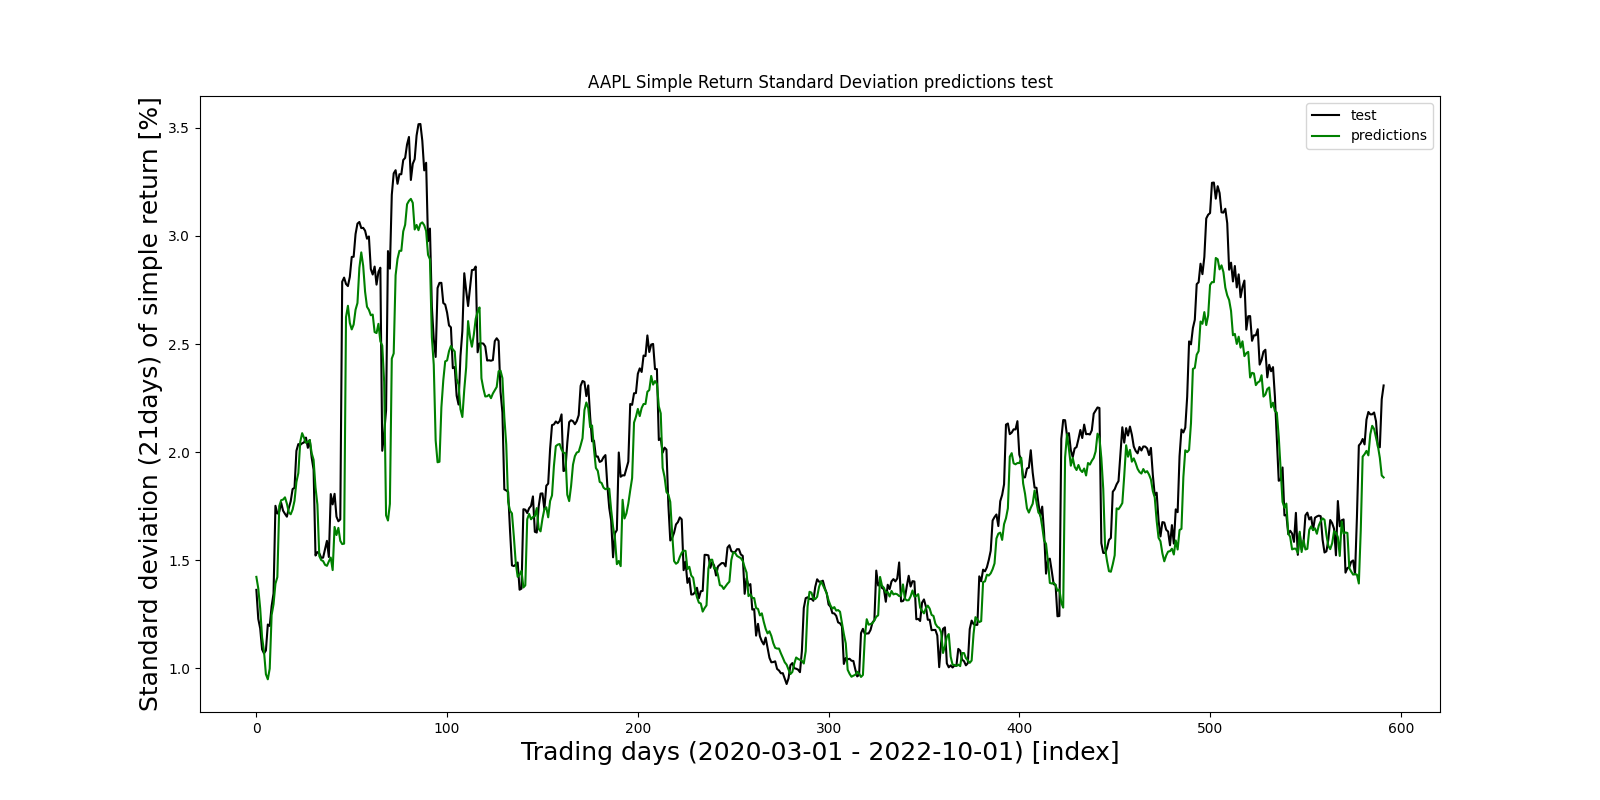 AAPL Simple Return Standard Deviation predictions test
test
predictions
Standard deviation (21days) of simple return [%]
3.5
3.0
2.5
2.0
1.5
1.0
0 100 200 300 400 500 600
Trading days (2020-03-01 - 2022-10-01) [index]